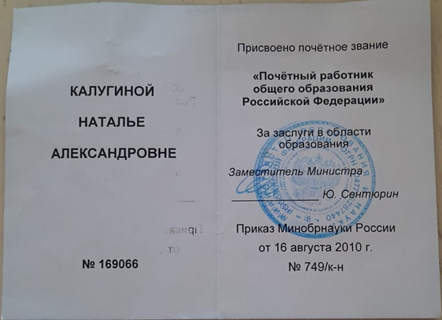 КАЛУГИНОЙ
НАТАЛЬЕ
АЛЕКСАНДРОВНЕ
№ 169066
Присвоено почётное звание
«Почётный работник
общего образования
Российской Федерации»
За заслуги в области
образования
Заместитель Министра
Ю. Сентюрин
Приказ Минобрнауки России
от 16 августа 2010 г.
№ 749/к-н